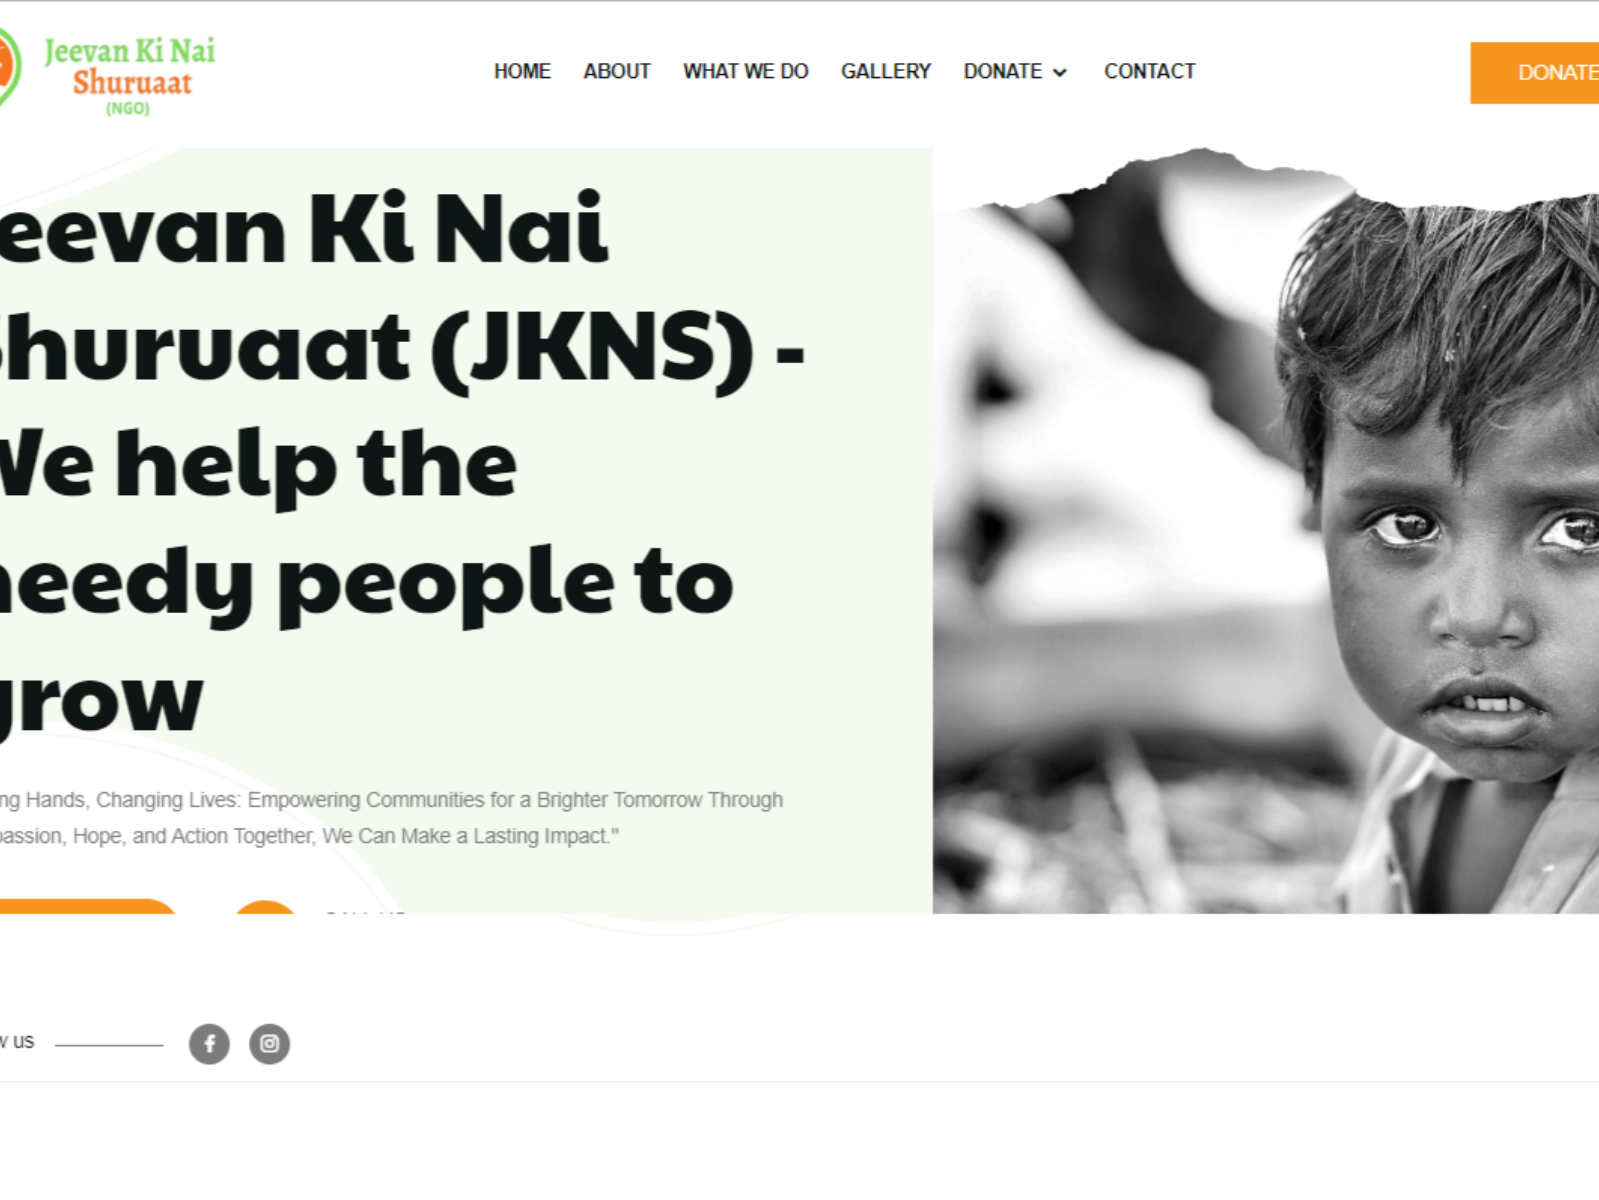 Jeevan Ki Nai
Shuruaat
(NGO)
HOME ABOUT WHAT WE DO GALLERY DONATE CONTACT
DONATE
eevan Ki Nai
huruaat (JKNS) -
We help the
needy people to
grow
ng Hands, Changing Lives: Empowering Communities for a Brighter Tomorrow Through
passion, Hope, and Action Together, We Can Make a Lasting Impact."
w us